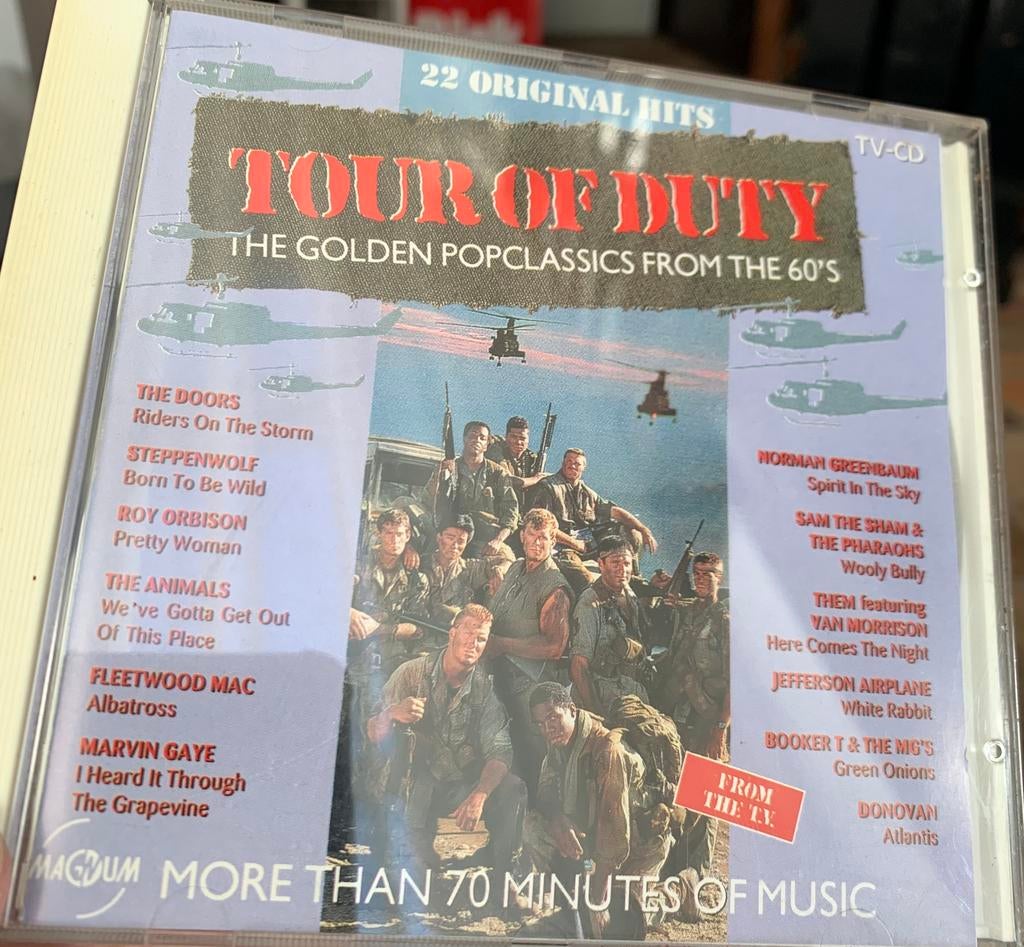 22 ORIGINAL HITS
TV-CD
TOUR OF DUTY
THE GOLDEN POPCLASSICS FROM THE 60'S
THE DOORS
Riders On The Storm
STEPPENWOLF
Born To Be Wild
ROY ORBISON
Pretty Woman
THE ANIMALS
We've Gotta Get Out
Of This Place
FLEETWOOD MAC
Albatross
MARVIN GAYE
I Heard It Through
The Grapevine
NORMAN GREENBAUM
Spirit In The Sky
SAM THE SHAM &
THE PHARAOHS
Wooly Bully
THEM featuring
VAN MORRISON
Here Comes The Night
JEFFERSON AIRPLANE
White Rabbit
BOOKER T & THE MG'S
Green Onions
DONOVAN
Atlantis
FROM
THE T.V.
MAGNUM
MORE THAN 70 MINUTES OF MUSIC